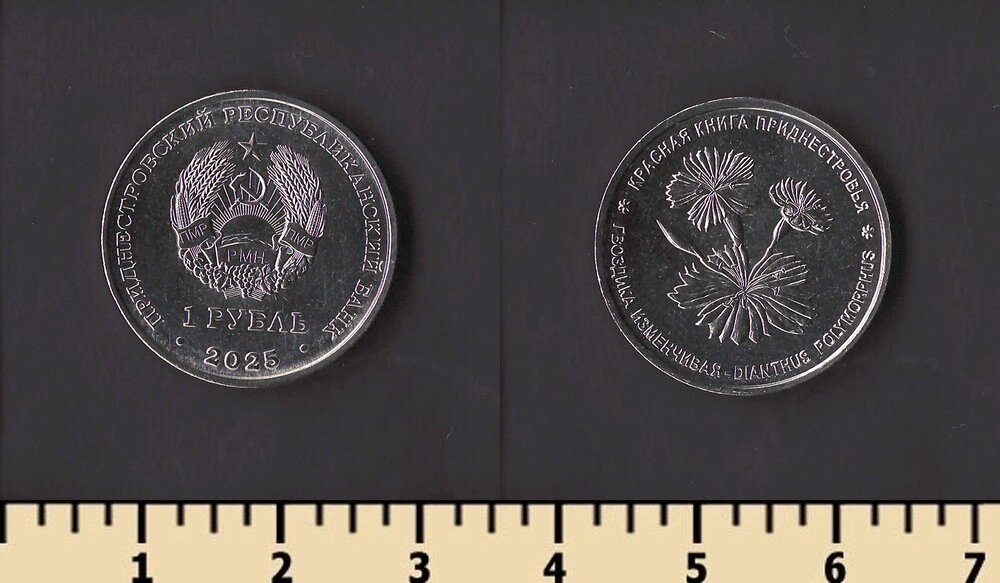 ПРИДНЕСТРОВСКИЙ РЕСПУБЛИКАНСКИЙ БАНК
ПМР
РМН
ІМР
1 РУБЛЬ
• 2025 •
* КРАСНАЯ КНИГА ПРИДНЕСТРОВЬЯ *
ГВОЗДИКА ИЗМЕНЧИВАЯ - DIANTHUS POLYMORPHUS
1 2 3 4 5 6 7